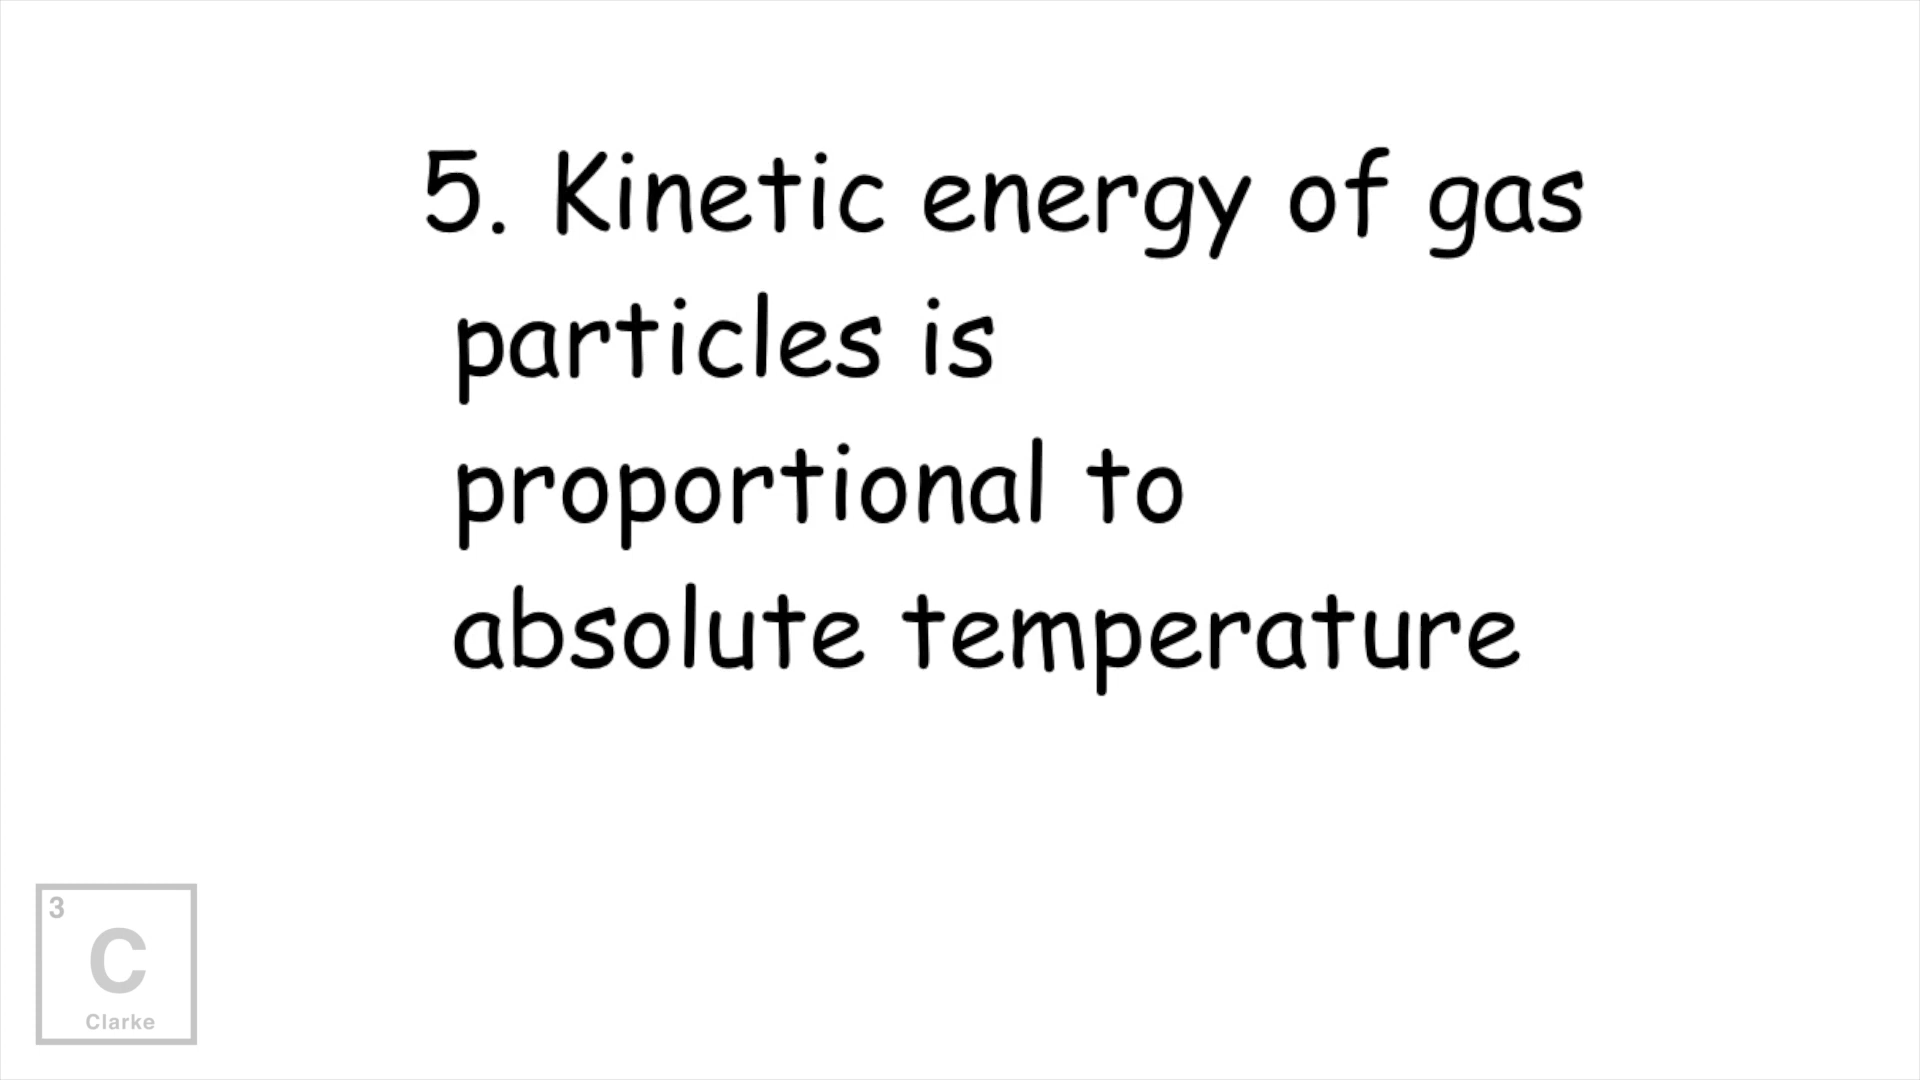 5. Kinetic energy of gas
particles is
proportional to
absolute temperature
3
C
Clarke